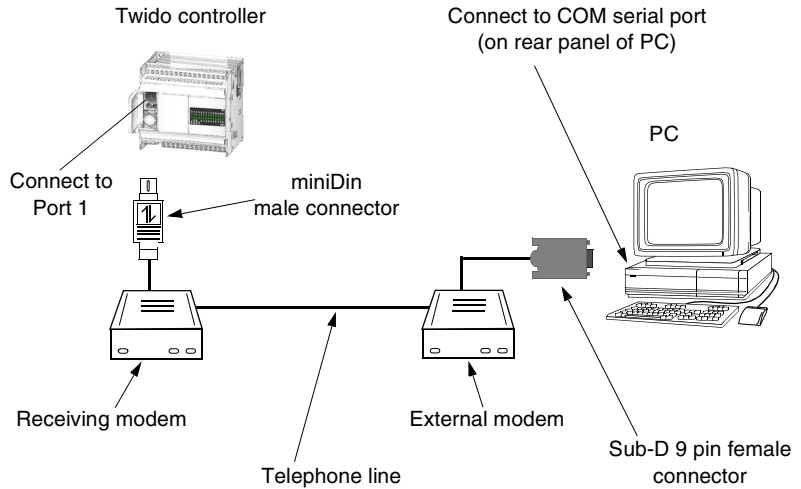 Twido controller
Connect to COM serial port
(on rear panel of PC)
PC
Connect to
Port 1
miniDin
male connector
Receiving modem
External modem
Telephone line
Sub-D 9 pin female
connector